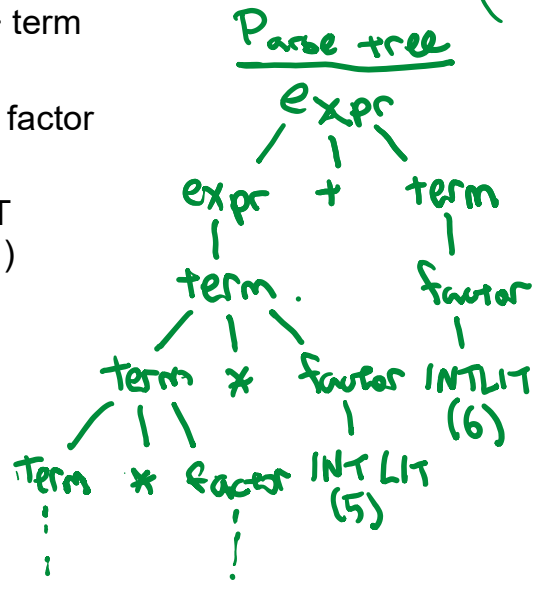 term
Parse tree
expr
factor
expr + term
T
)
term .
factor
term * factor INTLIT
(6)
Term * factor INTLIT
(5)